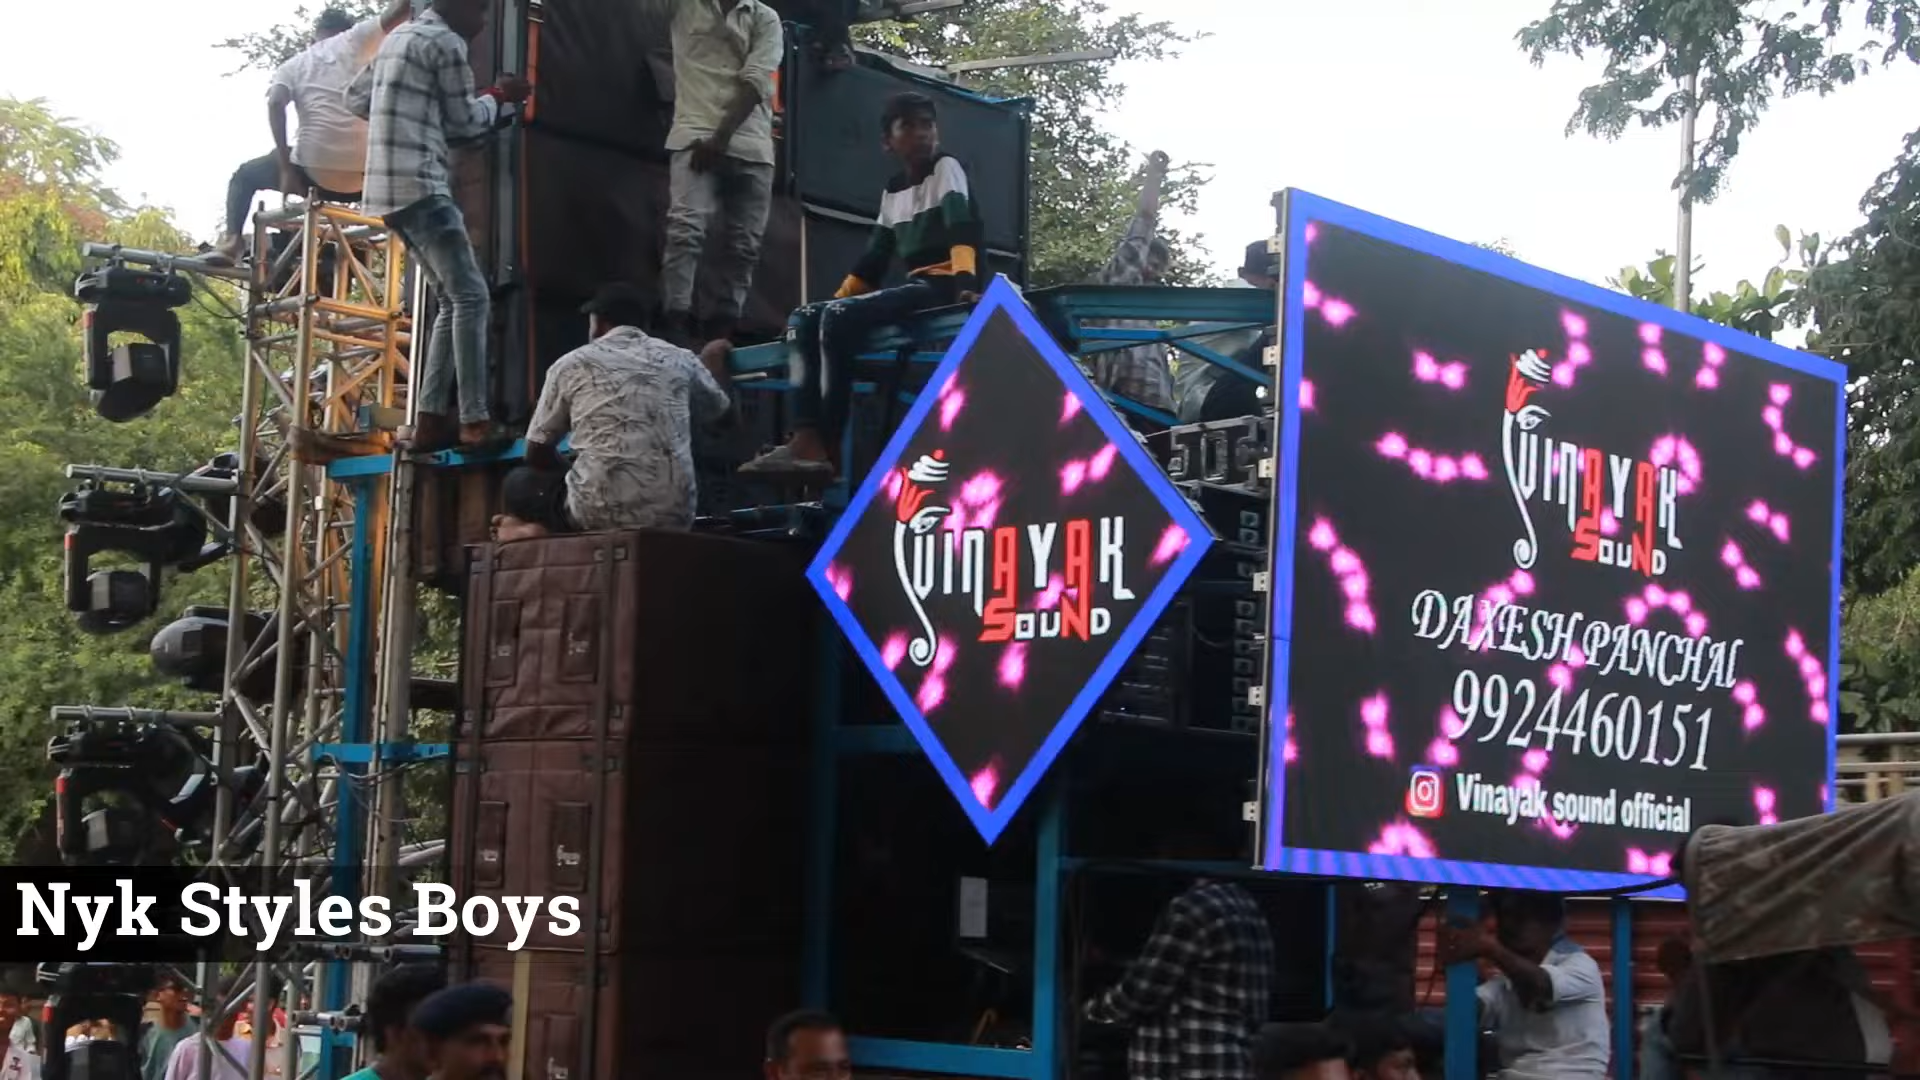 VINAYAK
SOUND
VINAYAK
SOUND
DAXESH PANCHAL
9924460151
Vinayak sound official
Nyk Styles Boys